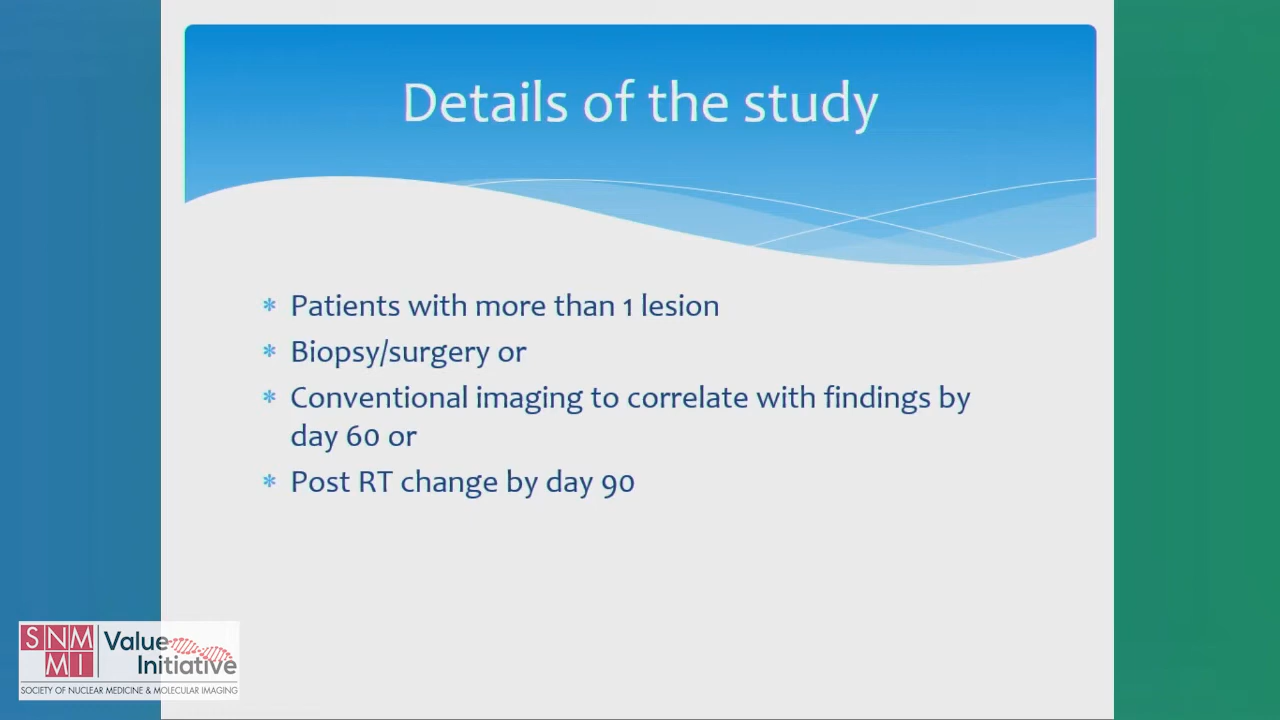 Details of the study
* Patients with more than 1 lesion
* Biopsy/surgery or
* Conventional imaging to correlate with findings by
day 60 or
* Post RT change by day 90
SNM
MI
Value
Initiative
SOCIETY OF NUCLEAR MEDICINE & MOLECULAR IMAGING